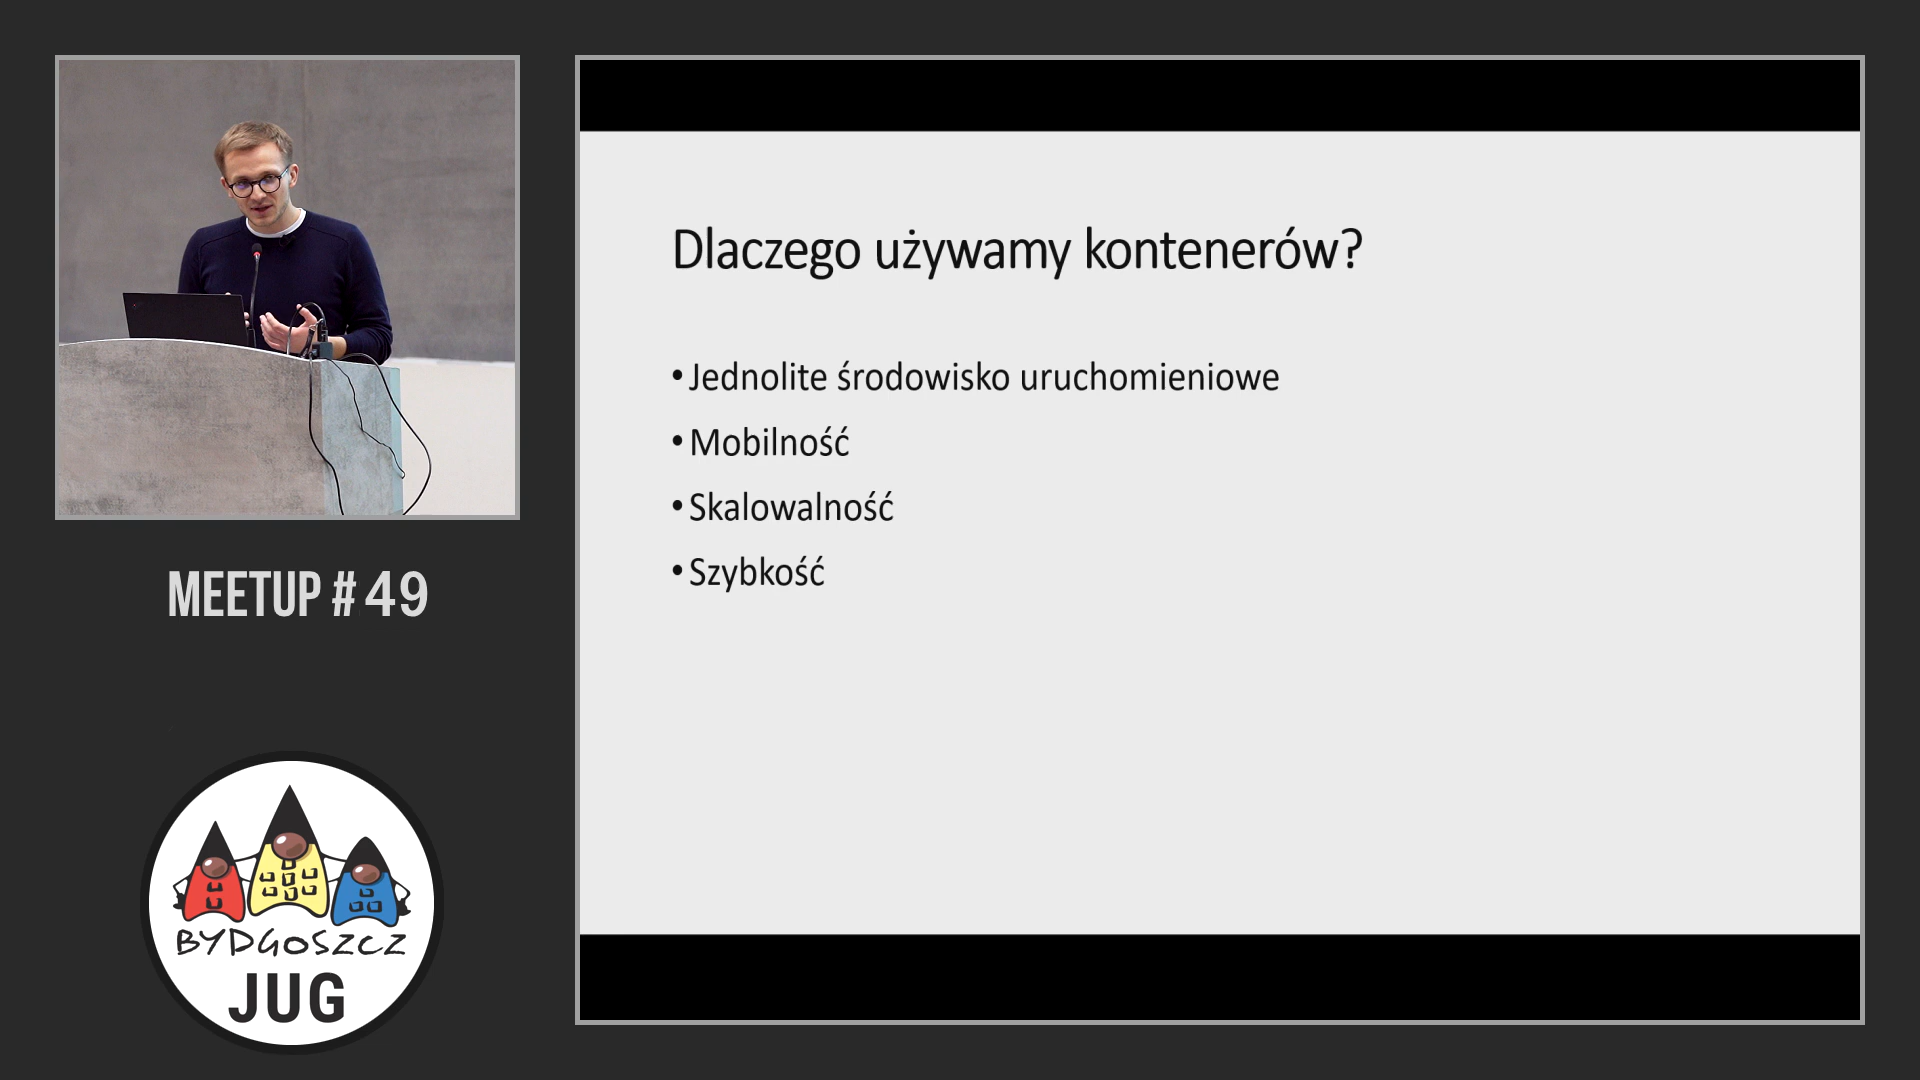 MEETUP # 49
BYDGOSZCZ
JUG
Dlaczego używamy kontenerów?
• Jednolite środowisko uruchomieniowe
• Mobilność
• Skalowalność
• Szybkość